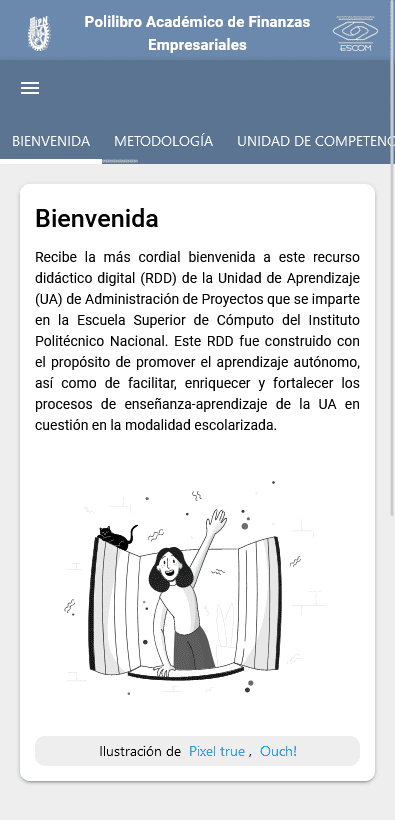 Polilibro Académico de Finanzas
Empresariales
ESCOM
BIENVENIDA METODOLOGÍA UNIDAD DE COMPETENC
Bienvenida
Recibe la más cordial bienvenida a este recurso
didáctico digital (RDD) de la Unidad de Aprendizaje
(UA) de Administración de Proyectos que se imparte
en la Escuela Superior de Cómputo del Instituto
Politécnico Nacional. Este RDD fue construido con
el propósito de promover el aprendizaje autónomo,
así como de facilitar, enriquecer y fortalecer los
procesos de enseñanza-aprendizaje de la UA en
cuestión en la modalidad escolarizada.
Ilustración de Pixel true , Ouch!